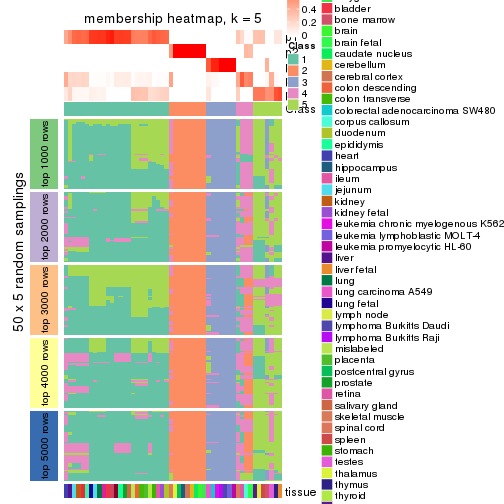 membership heatmap, k = 5
50 x 5 random samplings
top 1000 rows
top 2000 rows
top 3000 rows
top 4000 rows
top 5000 rows
0.4
0.2
0
Class
1
2
3
4
5
Class
tissue
bladder
bone marrow
brain
brain fetal
caudate nucleus
cerebellum
cerebral cortex
colon descending
colon transverse
colorectal adenocarcinoma SW480
corpus callosum
duodenum
epididymis
heart
hippocampus
ileum
jejunum
kidney
kidney fetal
leukemia chronic myelogenous K562
leukemia lymphoblastic MOLT-4
leukemia promyelocytic HL-60
liver
liver fetal
lung
lung carcinoma A549
lung fetal
lymph node
lymphoma Burkitts Daudi
lymphoma Burkitts Raji
mislabeled
placenta
postcentral gyrus
prostate
retina
salivary gland
skeletal muscle
spinal cord
spleen
stomach
testes
thalamus
thymus
thyroid